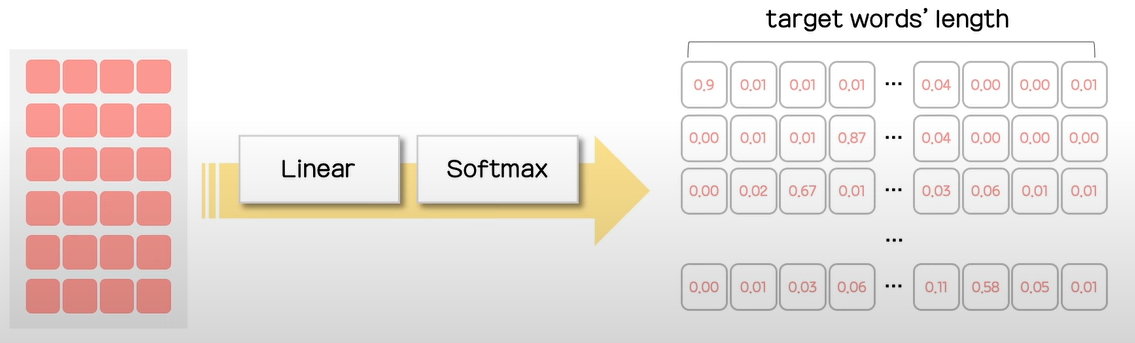 target words' length
0.9 0.01 0.01 0.01 ... 0.04 0.00 0.00 0.01
0.00 0.01 0.01 0.87 ... 0.04 0.00 0.00 0.00
Linear Softmax
0.00 0.02 0.67 0.01 ... 0.03 0.06 0.01 0.01
...
0.00 0.01 0.03 0.06 ... 0.11 0.58 0.05 0.01